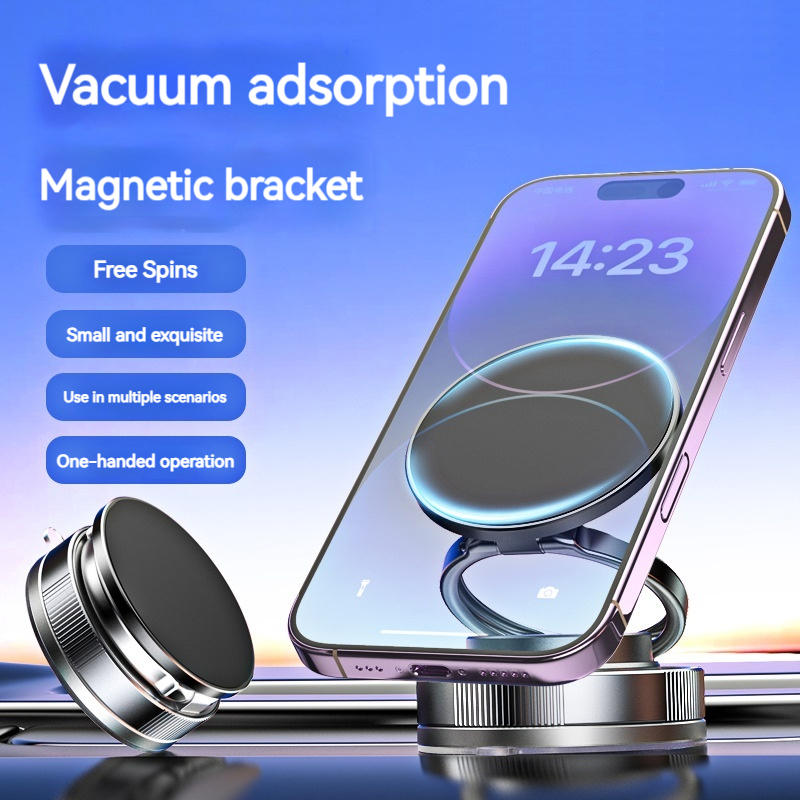 Vacuum adsorption
Magnetic bracket
Free Spins
Small and exquisite
Use in multiple scenarios
One-handed operation
14:23